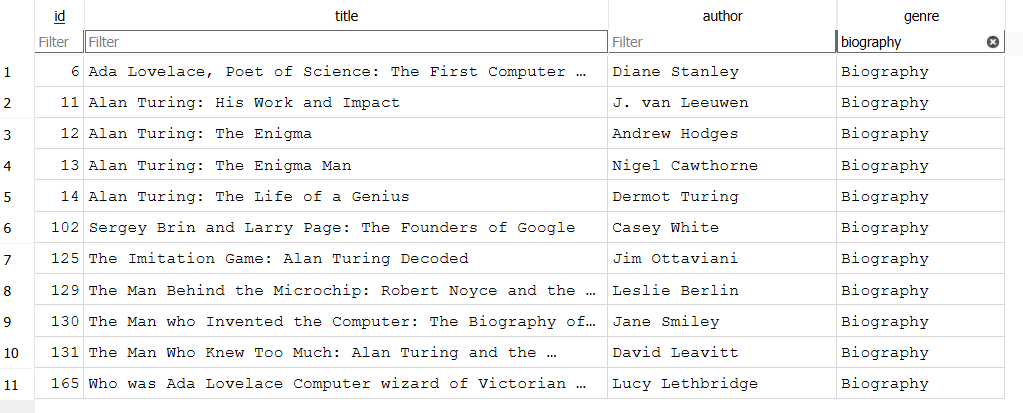 id title author genre
Filter Filter Filter biography
1 6 Ada Lovelace, Poet of Science: The First Computer … Diane Stanley Biography
2 11 Alan Turing: His Work and Impact J. van Leeuwen Biography
3 12 Alan Turing: The Enigma Andrew Hodges Biography
4 13 Alan Turing: The Enigma Man Nigel Cawthorne Biography
5 14 Alan Turing: The Life of a Genius Dermot Turing Biography
6 102 Sergey Brin and Larry Page: The Founders of Google Casey White Biography
7 125 The Imitation Game: Alan Turing Decoded Jim Ottaviani Biography
8 129 The Man Behind the Microchip: Robert Noyce and the … Leslie Berlin Biography
9 130 The Man who Invented the Computer: The Biography of… Jane Smiley Biography
10 131 The Man Who Knew Too Much: Alan Turing and the … David Leavitt Biography
11 165 Who was Ada Lovelace Computer wizard of Victorian … Lucy Lethbridge Biography